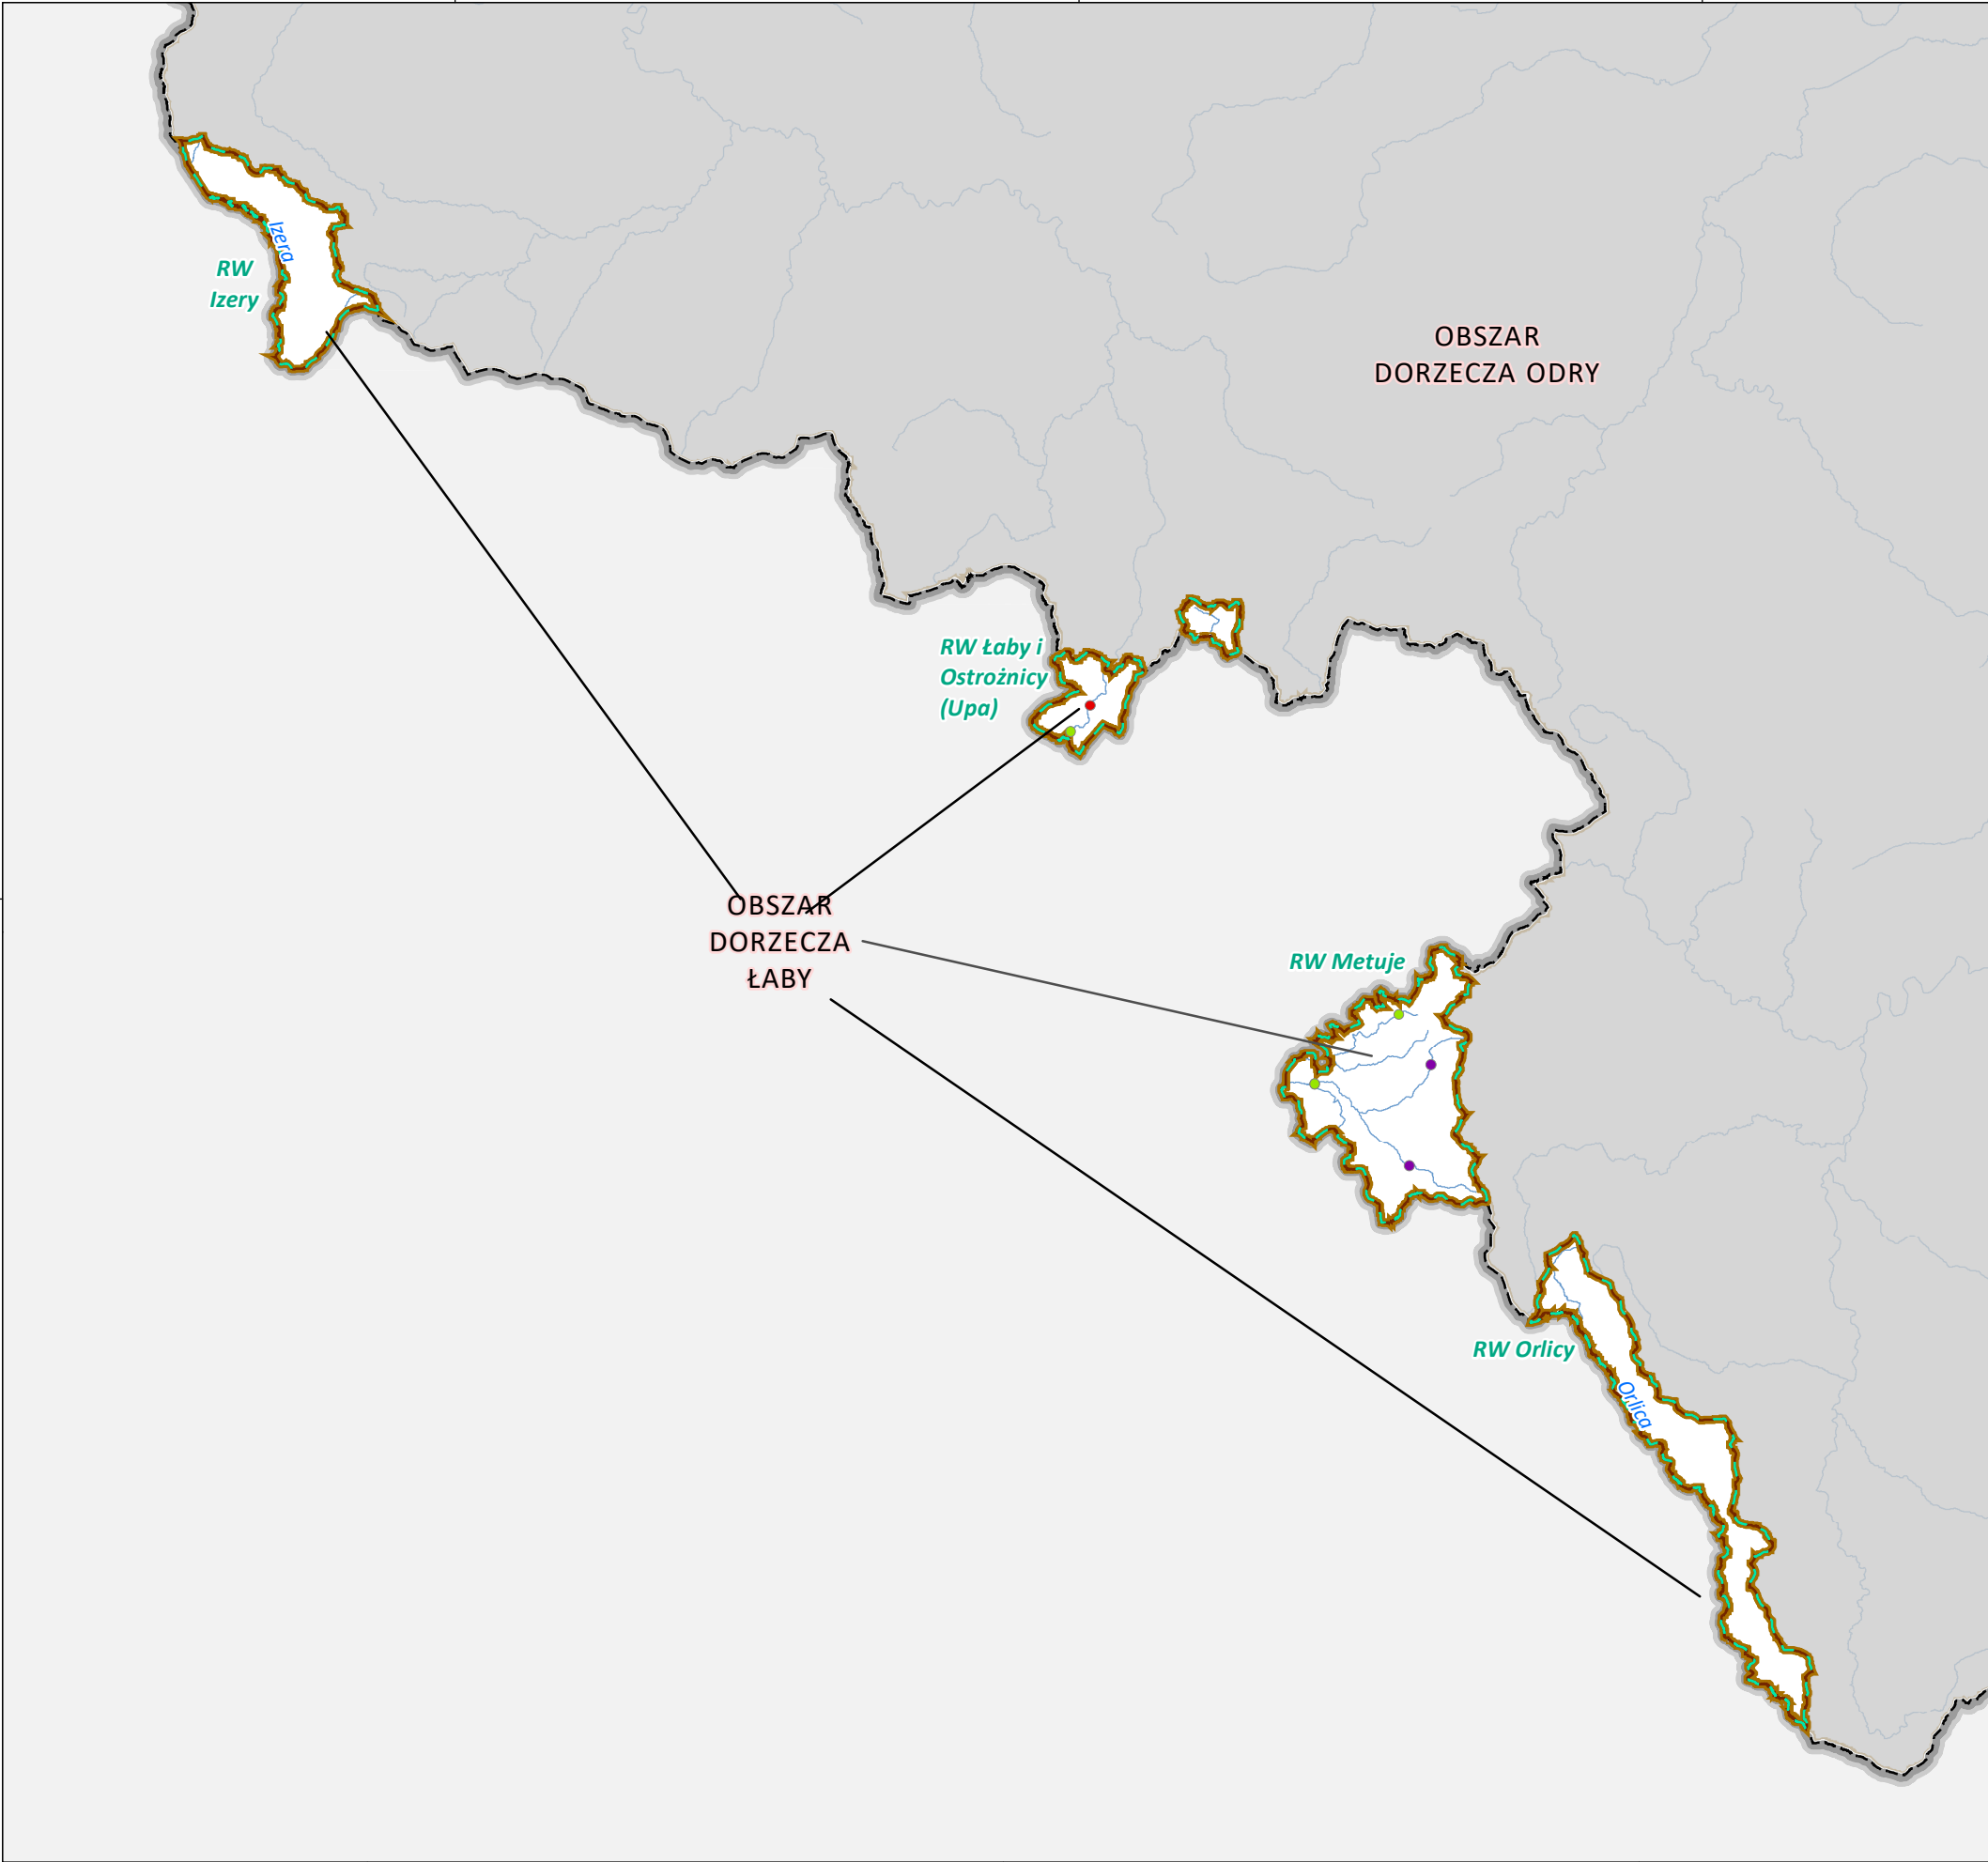 Izera
RW
Izery
OBSZAR
DORZECZA ODRY
RW Łaby i
Ostrożnicy
(Upa)
OBSZAR
DORZECZA
ŁABY
RW Metuje
RW Orlicy
Orlica